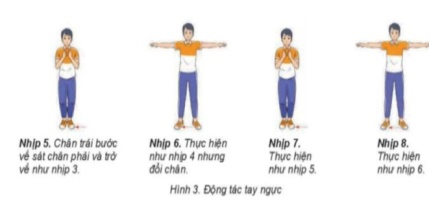 Nhịp 5. Chân trái bước
về sát chân phải và trở
về như nhịp 3.
Nhịp 6. Thực hiện
như nhịp 4 nhưng
đổi chân.
Nhịp 7.
Thực hiện
như nhịp 5.
Nhịp 8.
Thực hiện
như nhịp 6.
Hình 3. Động tác tay ngực